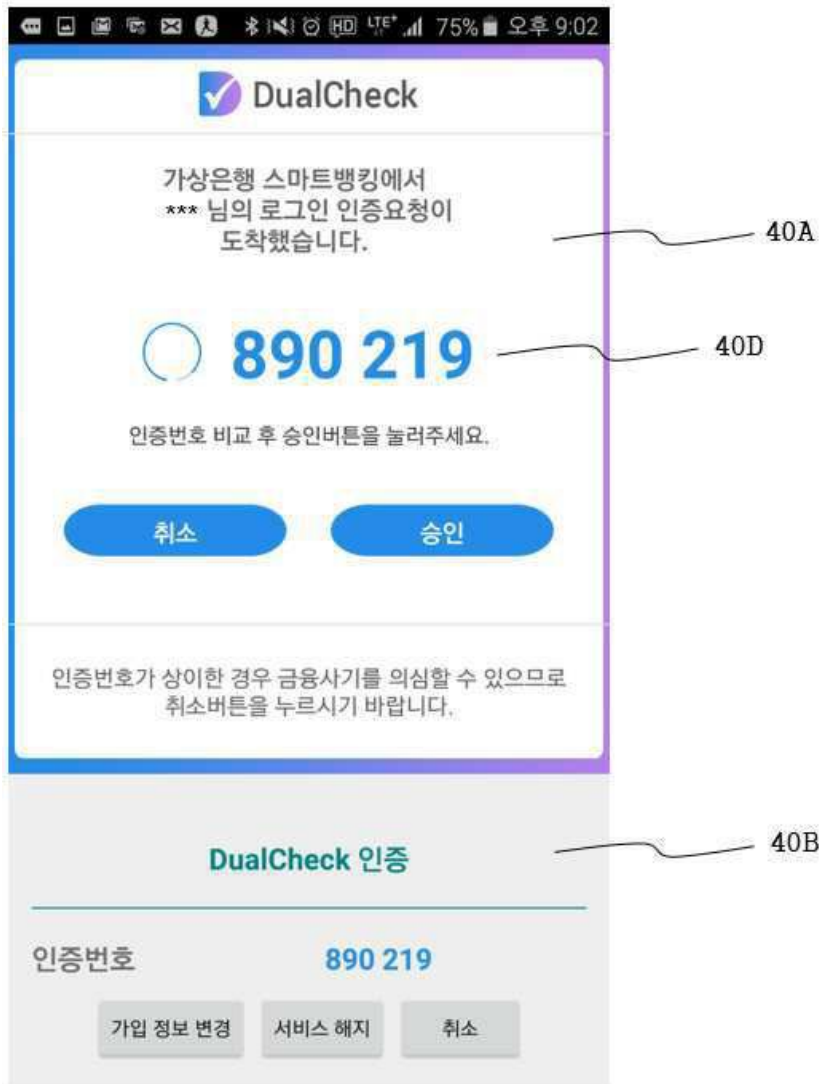 HD LTE+ 75% 오후 9:02
DualCheck
가상은행 스마트뱅킹에서
*** 님의 로그인 인증요청이
도착했습니다.
40A
890 219
40D
인증번호 비교 후 승인버튼을 눌러주세요.
취소 승인
인증번호가 상이한 경우 금융사기를 의심할 수 있으므로
취소버튼을 누르시기 바랍니다.
DualCheck 인증
40B
인증번호 890 219
가입 정보 변경 서비스 해지 취소